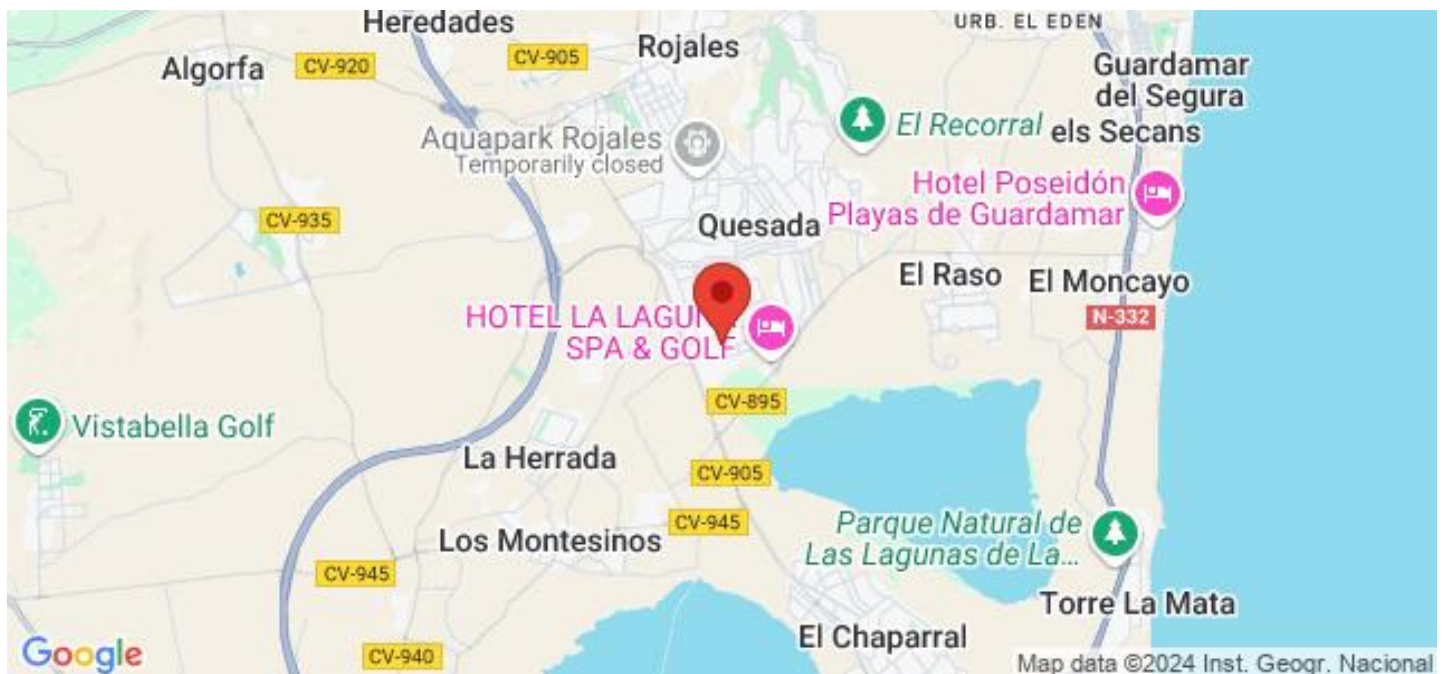 Heredades
URB. EL EDEN
Rojales
Algorfa
CV-920
CV-905
Guardamar
del Segura
Aquapark Rojales
Temporarily closed
El Recorral
els Secans
Hotel Poseidón
Playas de Guardamar
CV-935
Quesada
El Raso
El Moncayo
HOTEL LA LAGUN
SPA & GOLF
N-332
CV-895
Vistabella Golf
La Herrada
CV-905
CV-945
Los Montesinos
Parque Natural de
Las Lagunas de La...
CV-945
Torre La Mata
El Chaparral
Google
CV-940
Map data ©2024 Inst. Geogr. Nacional